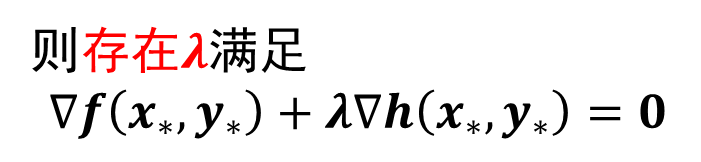 则存在λ满足
∇f(x*, y*) + λ∇h(x*, y*) = 0